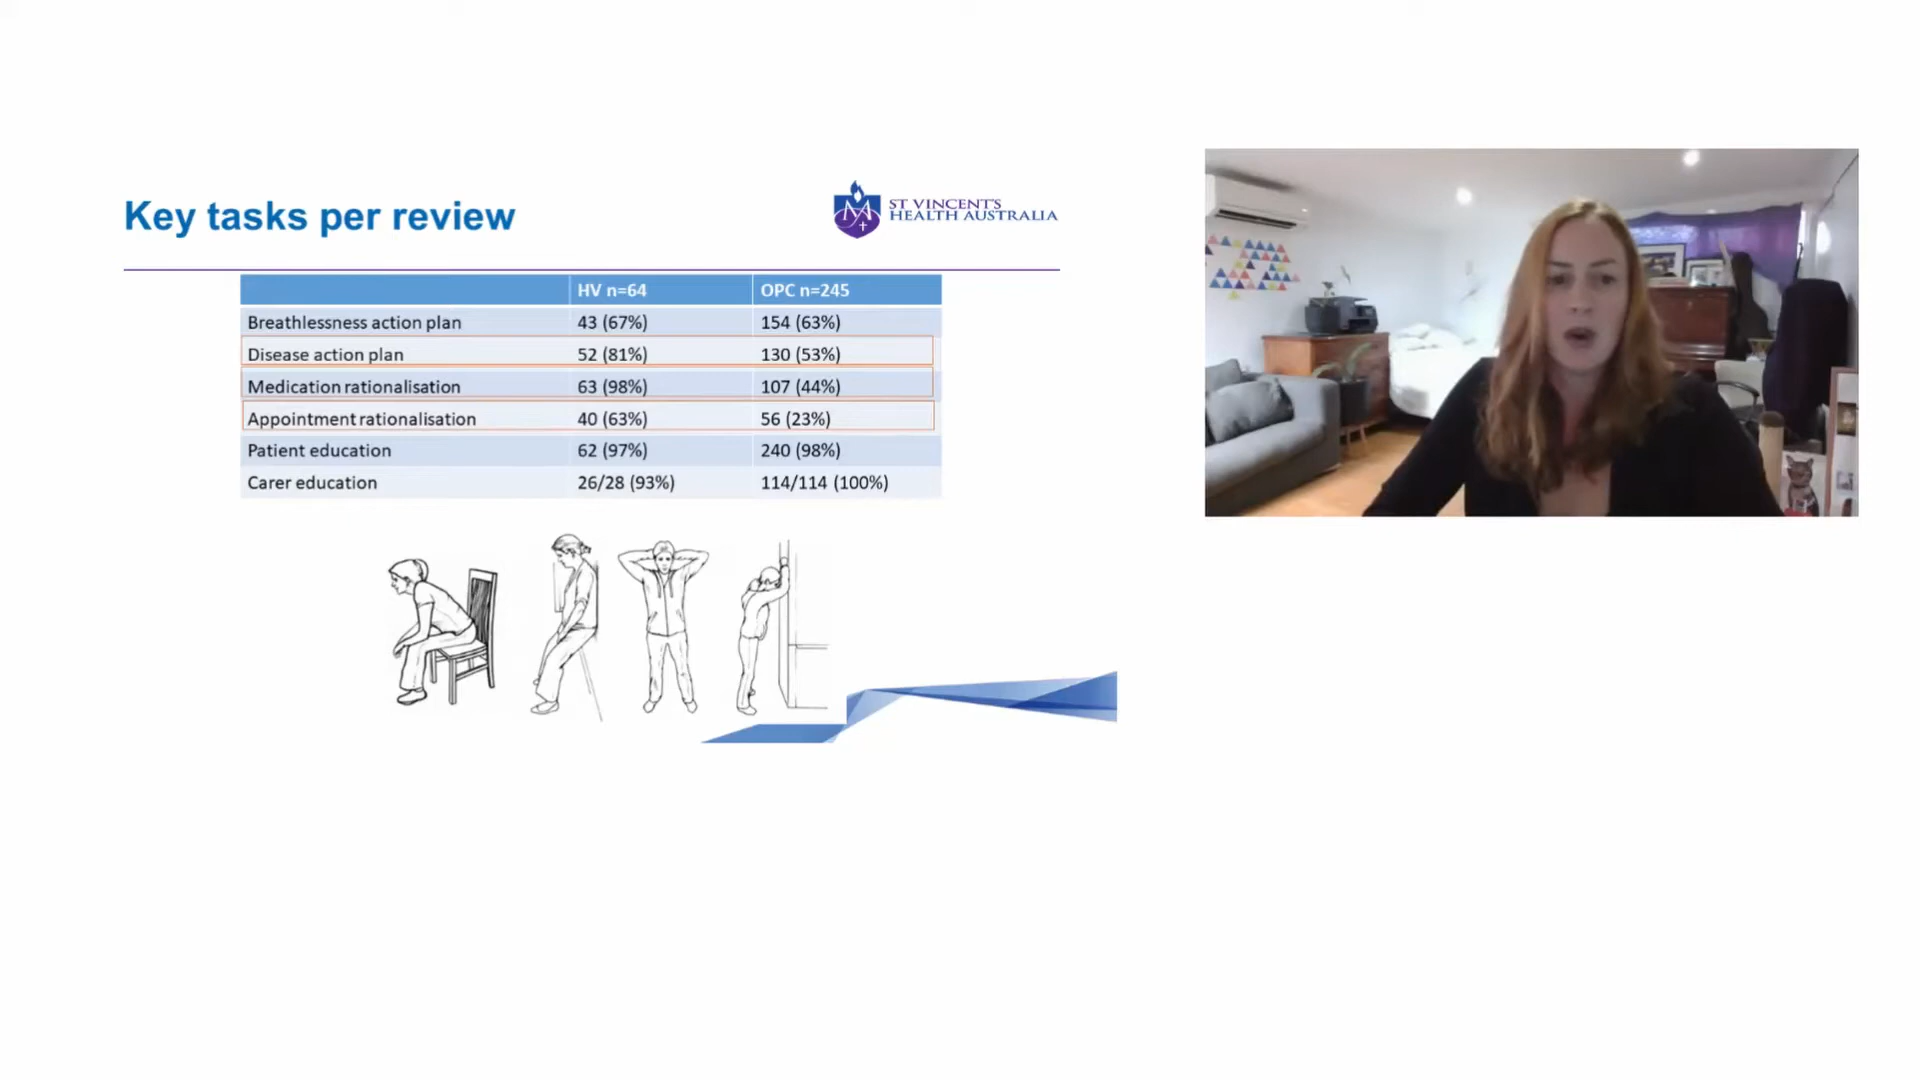 Key tasks per review
ST VINCENT'S
HEALTH AUSTRALIA
HV n=64 OPC n=245
Breathlessness action plan 43 (67%) 154 (63%)
Disease action plan 52 (81%) 130 (53%)
Medication rationalisation 63 (98%) 107 (44%)
Appointment rationalisation 40 (63%) 56 (23%)
Patient education 62 (97%) 240 (98%)
Carer education 26/28 (93%) 114/114 (100%)